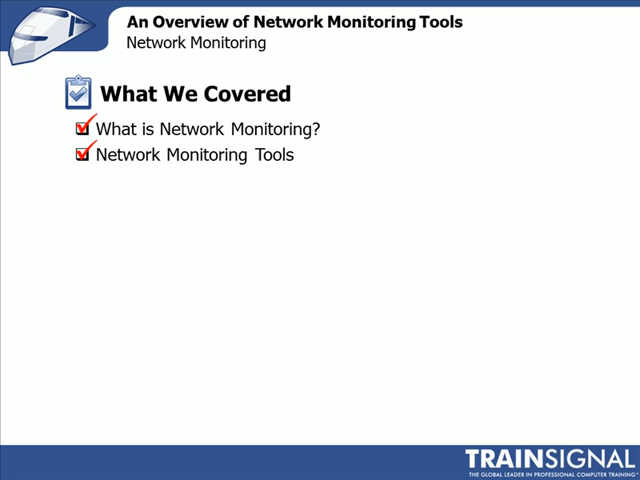 An Overview of Network Monitoring Tools
Network Monitoring
What We Covered
What is Network Monitoring?
Network Monitoring Tools
TRAINSIGNAL
THE GLOBAL LEADER IN PROFESSIONAL COMPUTER TRAINING™